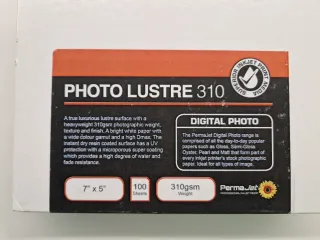 SUPERIOR INKJET PRINT MEDIA
PHOTO LUSTRE 310
A true luxurious lustre surface with a
heavyweight 310gsm photographic weight,
texture and finish. A bright white paper with
a wide colour gamut and a high Dmax. The
instant dry resin coated surface has a UV
protection with a microporous super coating
which provides a high degree of water and
fade resistance.
DIGITAL PHOTO
The PermaJet Digital Photo range is
comprised of all the day-to-day popular
papers such as Gloss, Semi-Gloss
Oyster, Pearl and Matt that form part of
every inkjet printer's stock photographic
paper. Ideal for all types of image.
7" x 5"
100
Sheets
310gsm
Weight
PermaJet